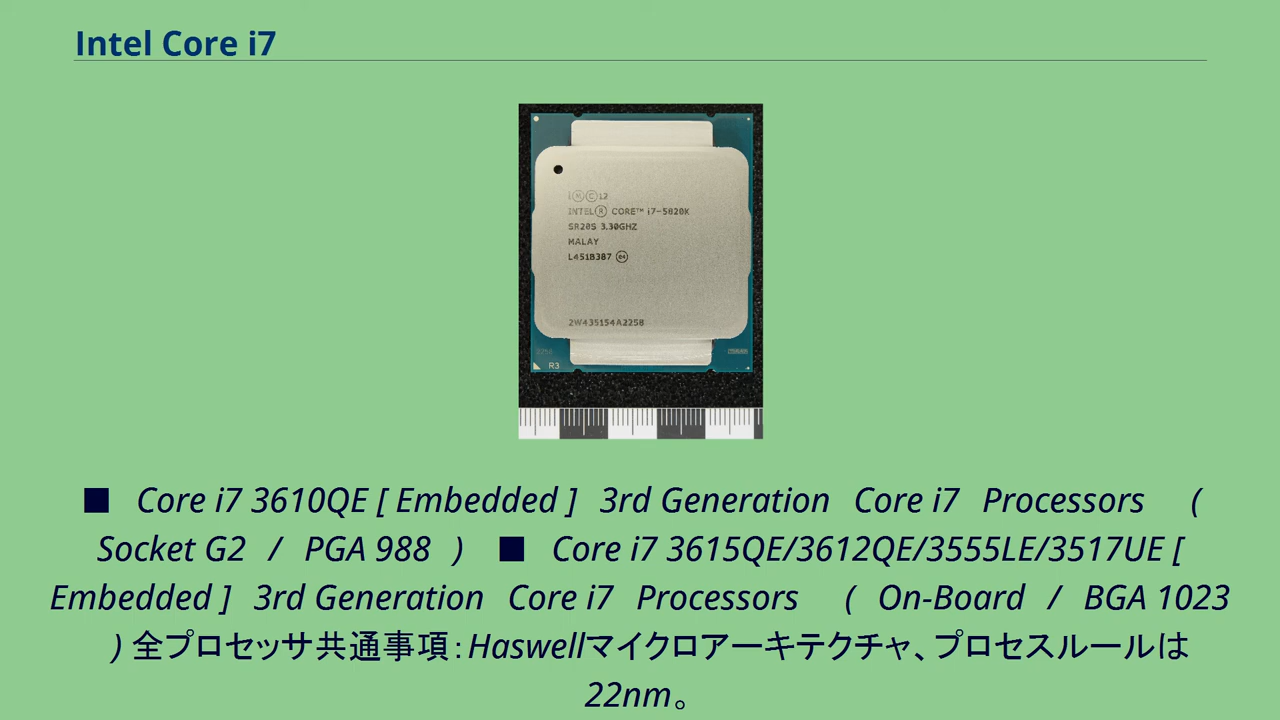 Intel Core i7
i Ⓜ Ⓒ 12
INTEL® CORE™ i7-5820K
SR20S 3.30GHZ
MALAY
L451B387 e4
2W435154A2258
R3
■ Core i7 3610QE [ Embedded ] 3rd Generation Core i7 Processors (
Socket G2 / PGA 988 ) ■ Core i7 3615QE/3612QE/3555LE/3517UE [
Embedded ] 3rd Generation Core i7 Processors ( On-Board / BGA 1023
) 全プロセッサ共通事項：Haswellマイクロアーキテクチャ、プロセスルールは
22nm。